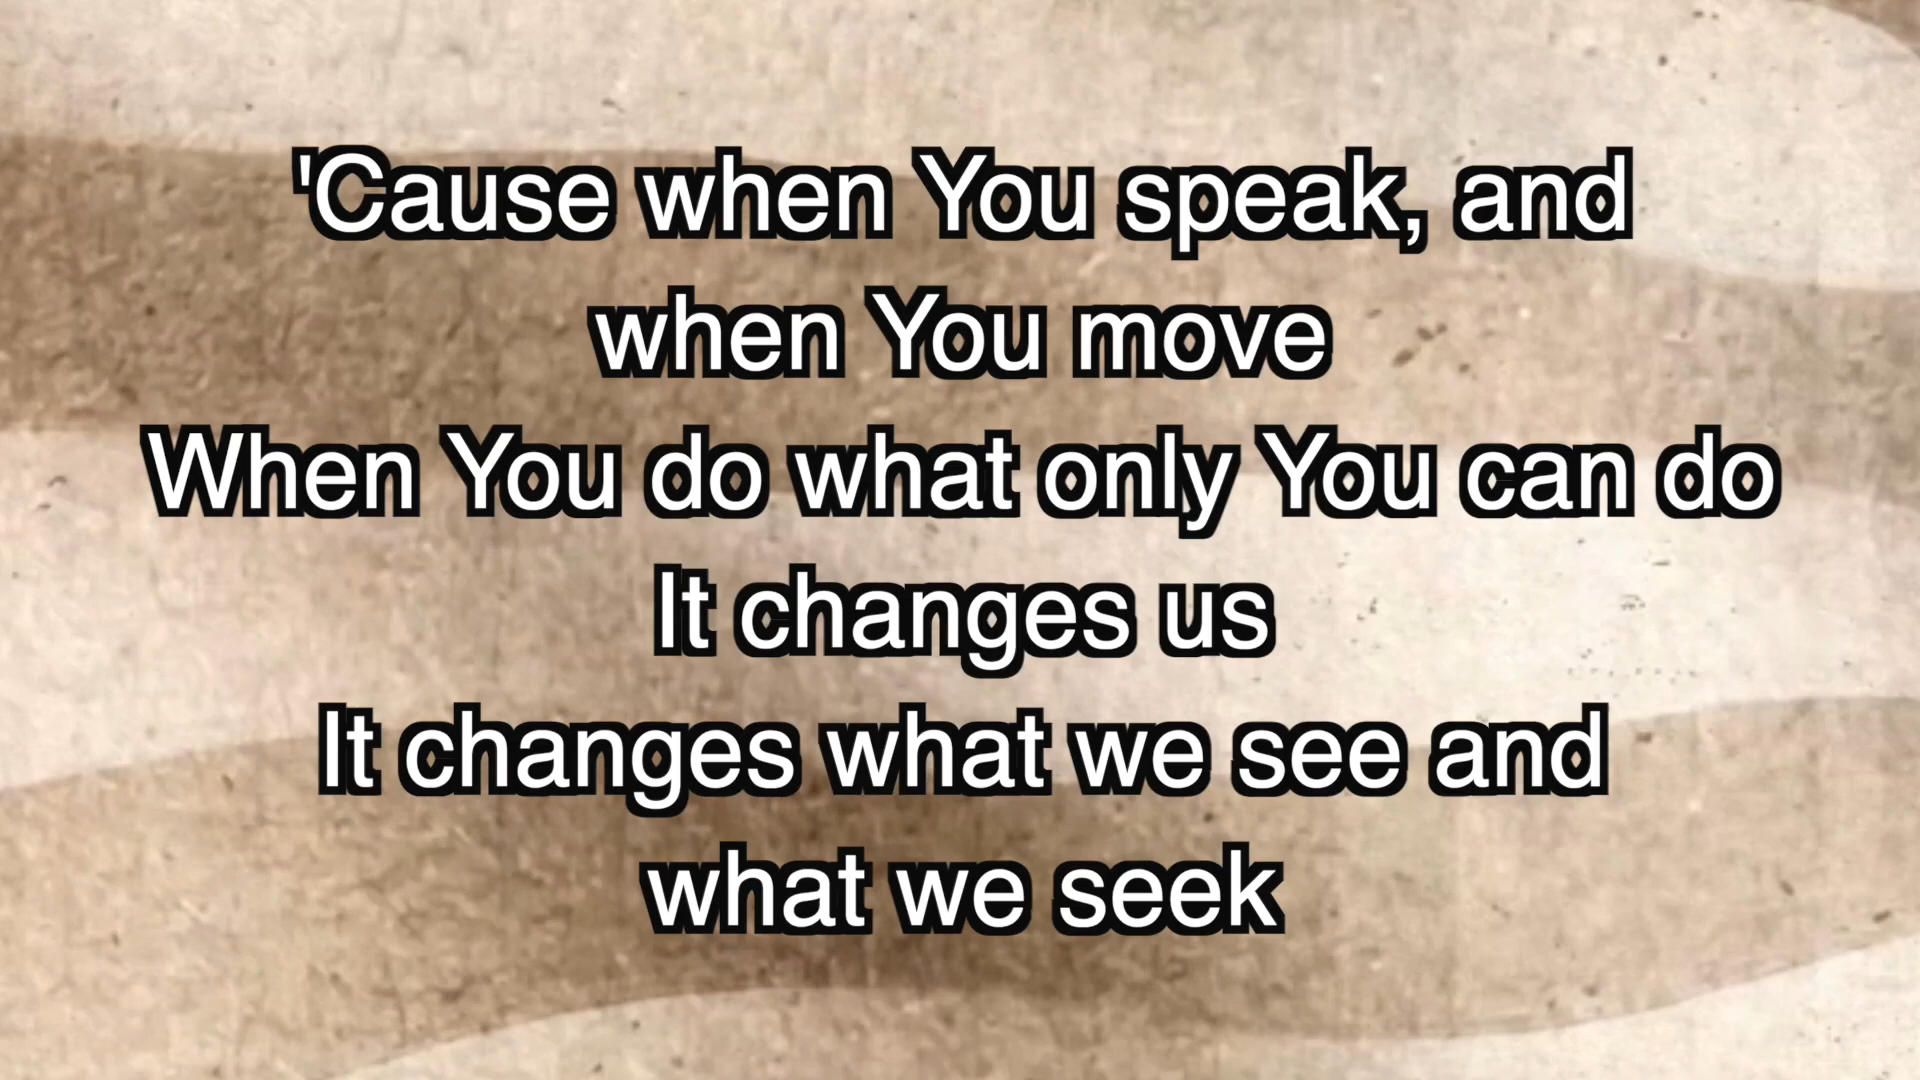 'Cause when You speak, and
when You move
When You do what only You can do
It changes us
It changes what we see and
what we seek